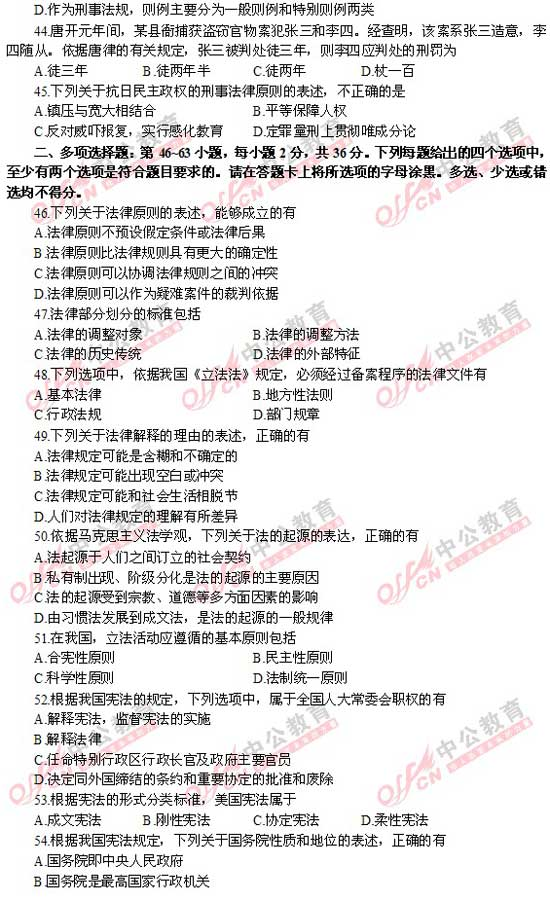 D.作为刑事法规，则例主要分为一般则例和特别则例两类
44.唐开元年间，某县衙捕获盗窃官物案犯张三和李四。经查明，该案系张三造意，李
四随从。依据唐律的有关规定，张三被判处徒三年，则李四应判处的刑罚为
A.徒三年 B.徒两年半 C.徒两年 D.杖一百
45.下列关于抗日民主政权的刑事法律原则的表述，不正确的是
A.镇压与宽大相结合 B.平等保障人权
C.反对威吓报复，实行感化教育 D.定罪量刑上贯彻唯成分论
二、多项选择题：第 46~63 小题，每小题 2 分，共 36 分。下列每题给出的四个选项中，
至少有两个选项是符合题目要求的。请在答题卡上将所选项的字母涂黑。多选、少选或错
选均不得分。
46.下列关于法律原则的表述，能够成立的有
A.法律原则不预设假定条件或法律后果
B.法律原则比法律规则具有更大的确定性
C.法律原则可以协调法律规则之间的冲突
D.法律原则可以作为疑难案件的裁判依据
47.法律部分划分的标准包括
A.法律的调整对象 B.法律的调整方法
C.法律的历史传统 D.法律的外部特征
48.下列选项中，依据我国《立法法》规定，必须经过备案程序的法律文件有
A.基本法律 B.地方性法则
C.行政法规 D.部门规章
49.下列关于法律解释的理由的表述，正确的有
A.法律规定可能是含糊和不确定的
B.法律规定可能出现空白或冲突
C.法律规定可能和社会生活相脱节
D.人们对法律规定的理解有所差异
50.依据马克思主义法学观，下列关于法的起源的表达，正确的有
A.法起源于人们之间订立的社会契约
B.私有制出现、阶级分化是法的起源的主要原因
C.法的起源受到宗教、道德等多方面因素的影响
D.由习惯法发展到成文法，是法的起源的一般规律
51.在我国，立法活动应遵循的基本原则包括
A.合宪性原则 B.民主性原则
C.科学性原则 D.法制统一原则
52.根据我国宪法的规定，下列选项中，属于全国人大常委会职权的有
A.解释宪法，监督宪法的实施
B.解释法律
C.任命特别行政区行政长官及政府主要官员
D.决定同外国缔结的条约和重要协定的批准和废除
53.根据宪法的形式分类标准，美国宪法属于
A.成文宪法 B.刚性宪法 C.协定宪法 D.柔性宪法
54.根据我国宪法规定，下列关于国务院性质和地位的表述，正确的有
A.国务院即中央人民政府
B.国务院是最高国家行政机关